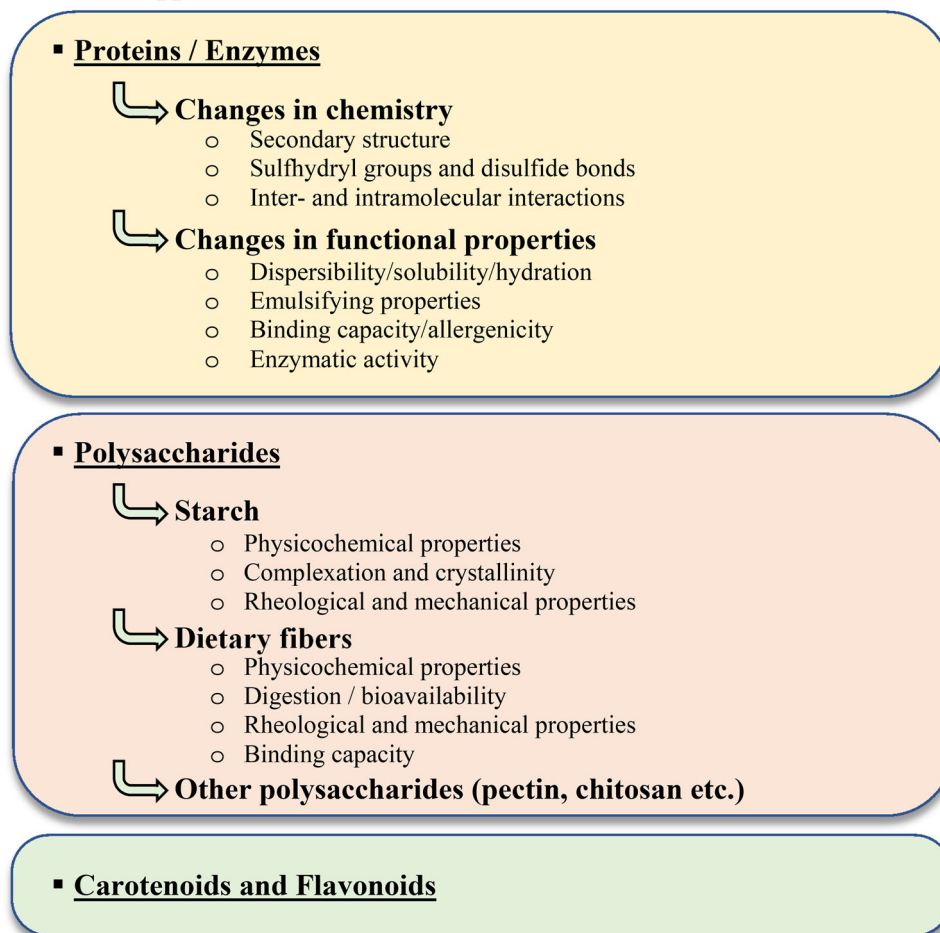 ▪ Proteins / Enzymes
Changes in chemistry
o Secondary structure
o Sulfhydryl groups and disulfide bonds
o Inter- and intramolecular interactions
Changes in functional properties
o Dispersibility/solubility/hydration
o Emulsifying properties
o Binding capacity/allergenicity
o Enzymatic activity
▪ Polysaccharides
Starch
o Physicochemical properties
o Complexation and crystallinity
o Rheological and mechanical properties
Dietary fibers
o Physicochemical properties
o Digestion / bioavailability
o Rheological and mechanical properties
o Binding capacity
Other polysaccharides (pectin, chitosan etc.)
▪ Carotenoids and Flavonoids